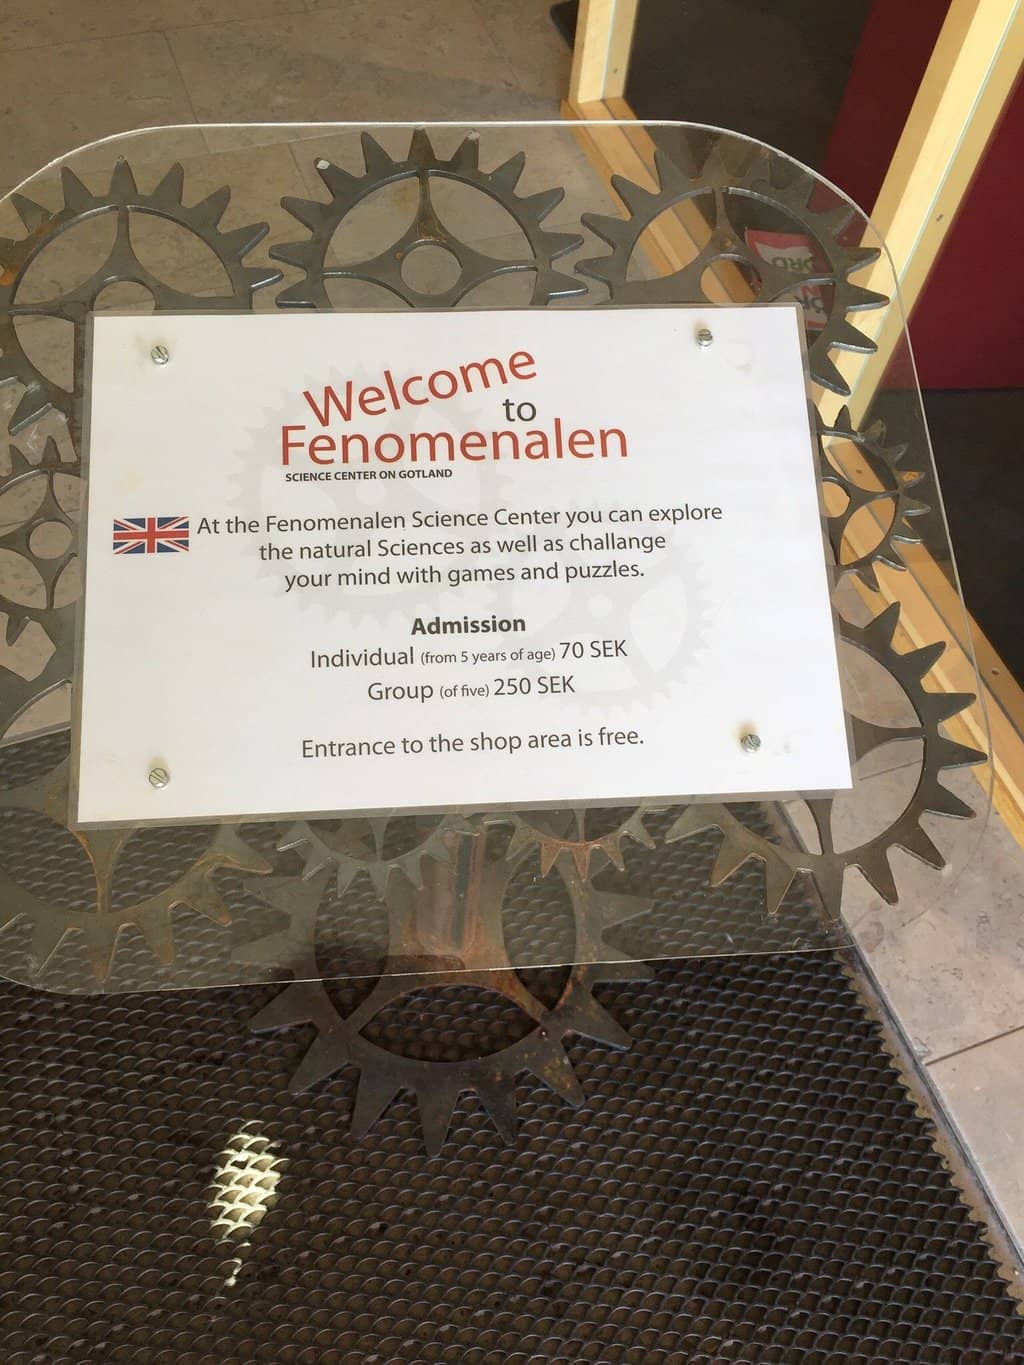 Welcome
to
Fenomenalen
SCIENCE CENTER ON GOTLAND
At the Fenomenalen Science Center you can explore
the natural Sciences as well as challange
your mind with games and puzzles.
Admission
Individual (from 5 years of age) 70 SEK
Group (of five) 250 SEK
Entrance to the shop area is free.